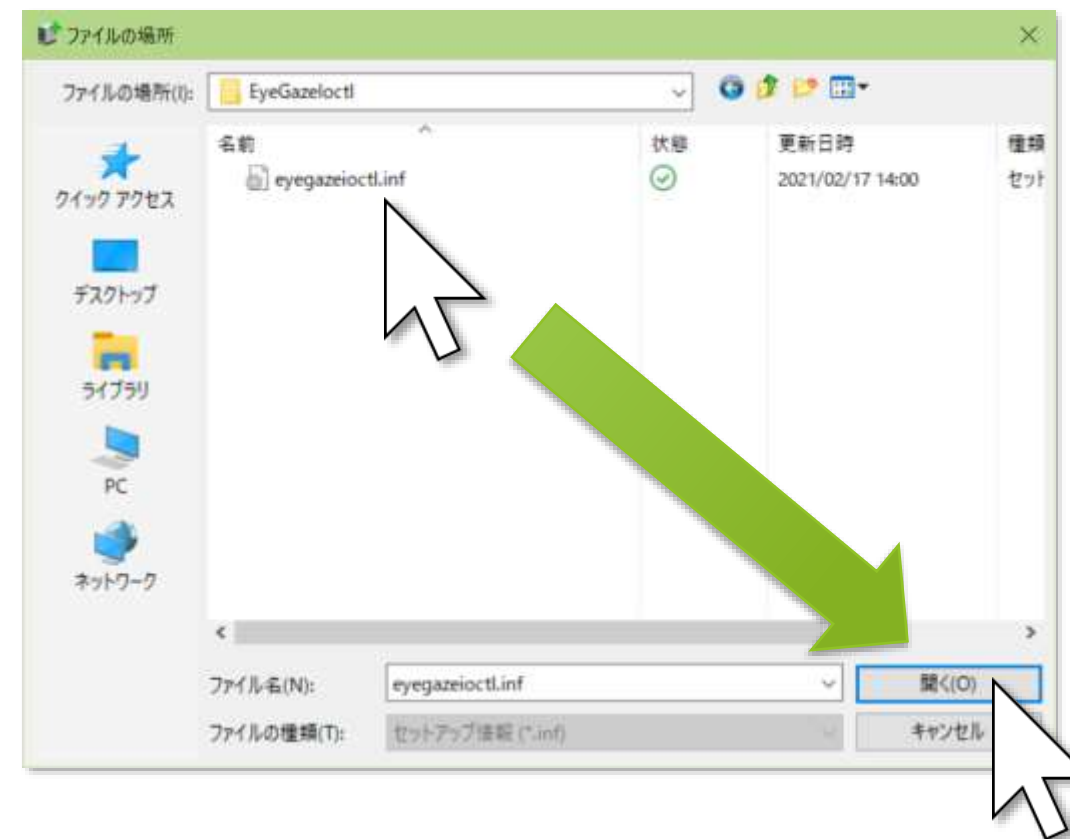 ファイルの場所
ファイルの場所(I):
EyeGazeIoctl
名前
状態
更新日時
種類
eyegazeioctl.inf
2021/02/17 14:00
セット
クイック アクセス
デスクトップ
ライブラリ
PC
ネットワーク
ファイル名(N):
eyegazeioctl.inf
開く(O)
ファイルの種類(T):
セットアップ情報 (*.inf)
キャンセル